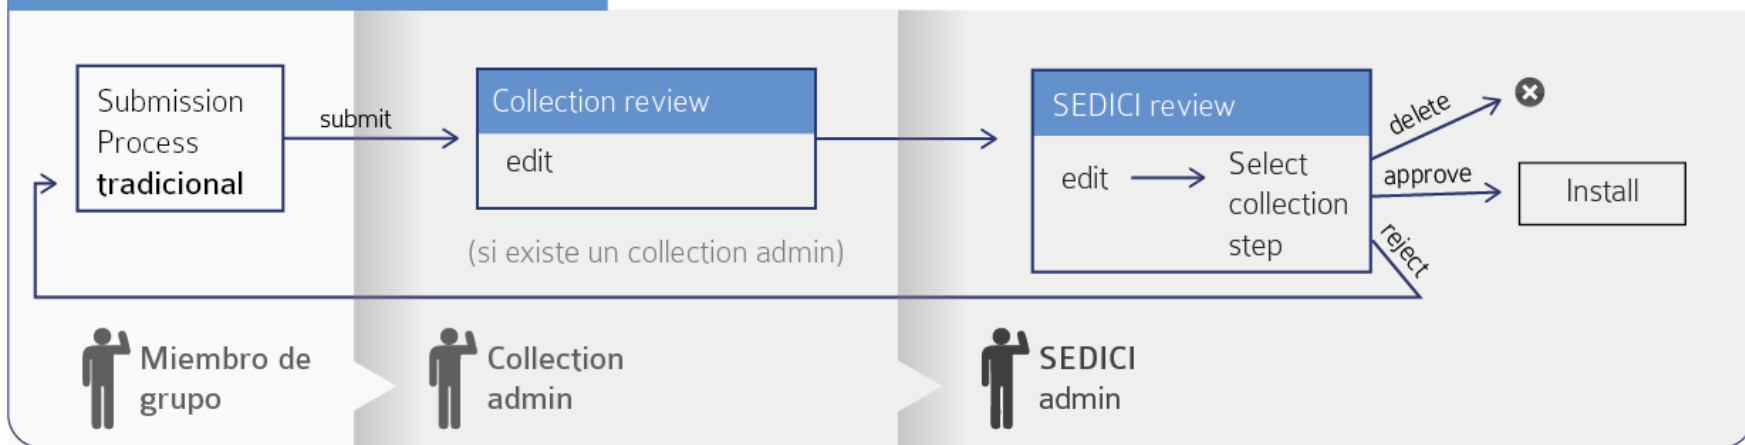 Submission
Process
tradicional
submit
Collection review
edit
(si existe un collection admin)
SEDICI review
edit
Select
collection
step
delete
approve
reject
Install
Miembro de
grupo
Collection
admin
SEDICI
admin